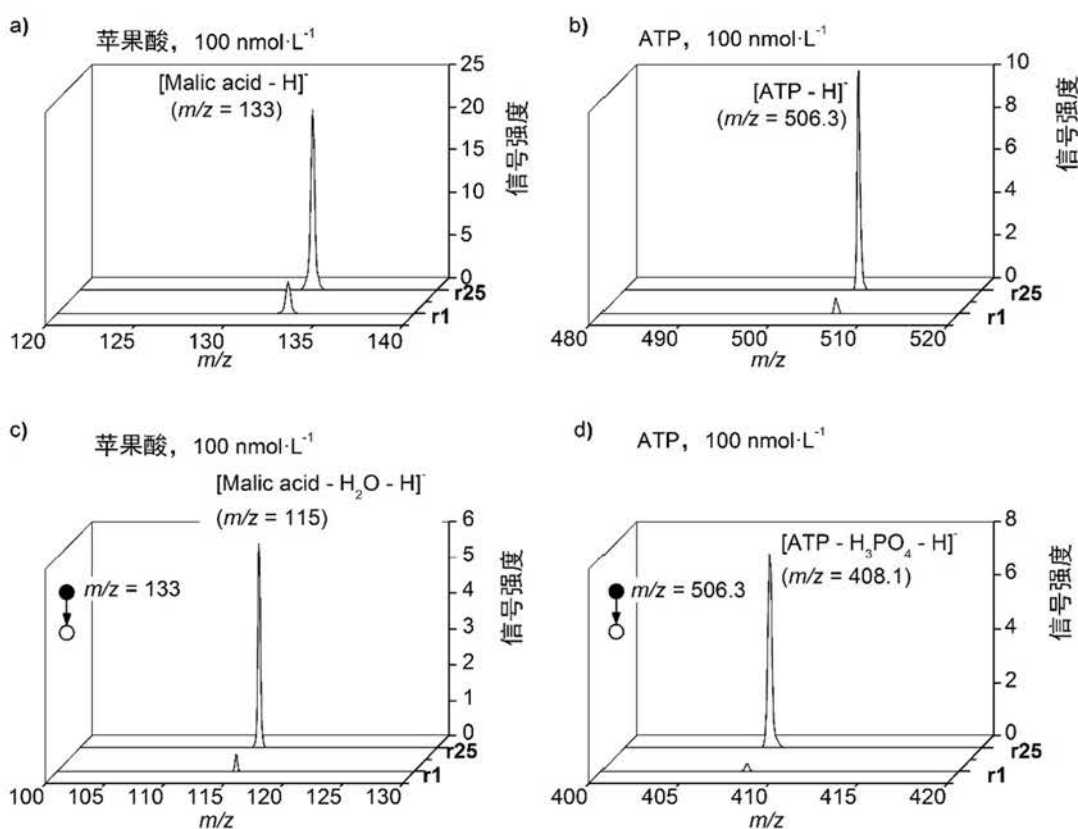 a)
苹果酸，100 nmol·L⁻¹
[Malic acid - H]⁻
(m/z = 133)
25
20
15
10
5
0
信号强度
r25
r1
120 125 130 135 140
m/z
b)
ATP, 100 nmol·L⁻¹
[ATP - H]⁻
(m/z = 506.3)
10
8
6
4
2
0
信号强度
r25
r1
480 490 500 510 520
m/z
c)
苹果酸，100 nmol·L⁻¹
[Malic acid - H₂O - H]⁻
(m/z = 115)
m/z = 133
6
5
4
3
2
1
0
信号强度
r25
r1
100 105 110 115 120 125 130
m/z
d)
ATP, 100 nmol·L⁻¹
[ATP - H₃PO₄ - H]⁻
(m/z = 408.1)
m/z = 506.3
8
6
4
2
0
信号强度
r25
r1
400 405 410 415 420
m/z